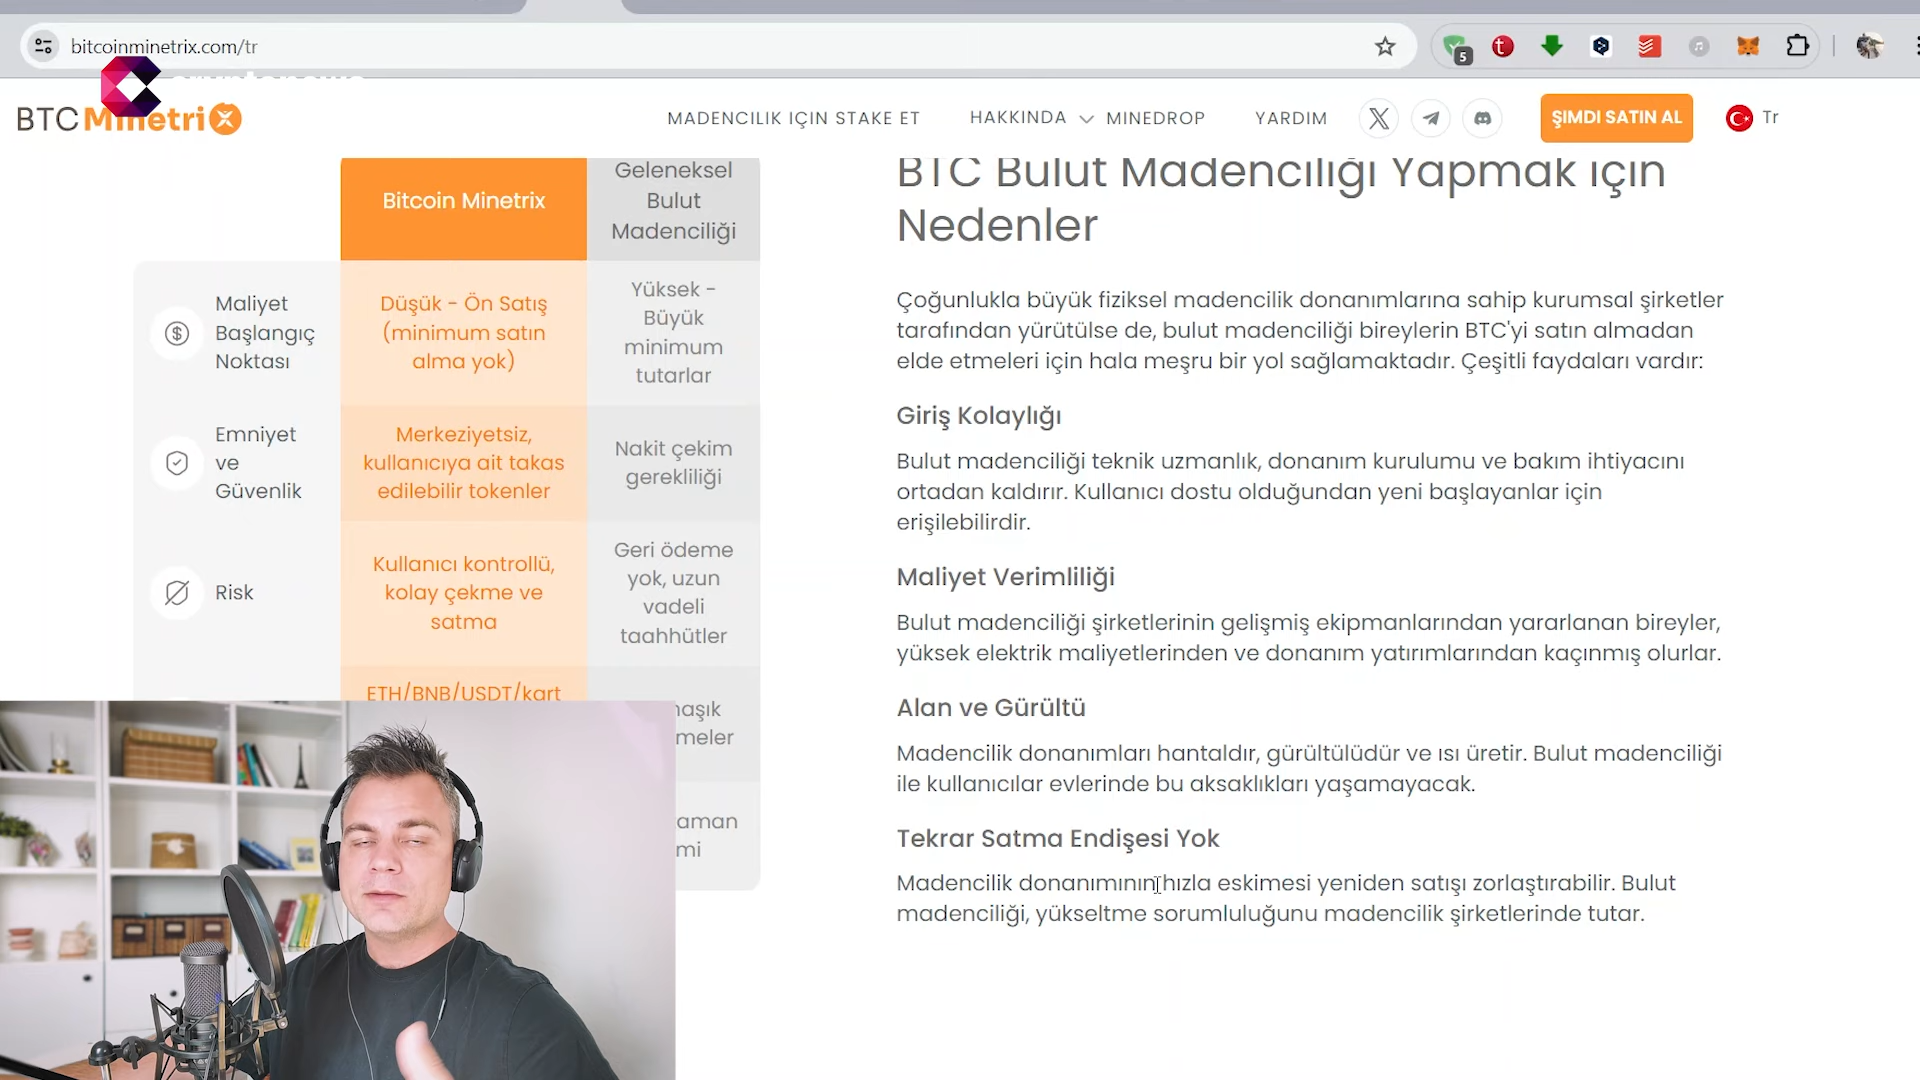 bitcoinminetrix.com/tr
5
BTC Minetrix
MADENCILIK IÇIN STAKE ET
HAKKINDA
MINEDROP
YARDIM
ŞIMDI SATIN AL
Tr
Bitcoin Minetrix
Geleneksel
Bulut
Madenciliği
Maliyet
Başlangıç
Noktası
Düşük - Ön Satış
(minimum satın
alma yok)
Yüksek -
Büyük
minimum
tutarlar
Emniyet
ve
Güvenlik
Merkeziyetsiz,
kullanıcıya ait takas
edilebilir tokenler
Nakit çekim
gerekliliği
Risk
Kullanıcı kontrollü,
kolay çekme ve
satma
Geri ödeme
yok, uzun
vadeli
taahhütler
ETH/BNB/USDT/kart
BTC Bulut Madenciliği Yapmak için
Nedenler
Çoğunlukla büyük fiziksel madencilik donanımlarına sahip kurumsal şirketler
tarafından yürütülse de, bulut madenciliği bireylerin BTC'yi satın almadan
elde etmeleri için hala meşru bir yol sağlamaktadır. Çeşitli faydaları vardır:
Giriş Kolaylığı
Bulut madenciliği teknik uzmanlık, donanım kurulumu ve bakım ihtiyacını
ortadan kaldırır. Kullanıcı dostu olduğundan yeni başlayanlar için
erişilebilirdir.
Maliyet Verimliliği
Bulut madenciliği şirketlerinin gelişmiş ekipmanlarından yararlanan bireyler,
yüksek elektrik maliyetlerinden ve donanım yatırımlarından kaçınmış olurlar.
Alan ve Gürültü
Madencilik donanımları hantaldır, gürültülüdür ve ısı üretir. Bulut madenciliği
ile kullanıcılar evlerinde bu aksaklıkları yaşamayacak.
Tekrar Satma Endişesi Yok
Madencilik donanımının hızla eskimesi yeniden satışı zorlaştırabilir. Bulut
madenciliği, yükseltme sorumluluğunu madencilik şirketlerinde tutar.